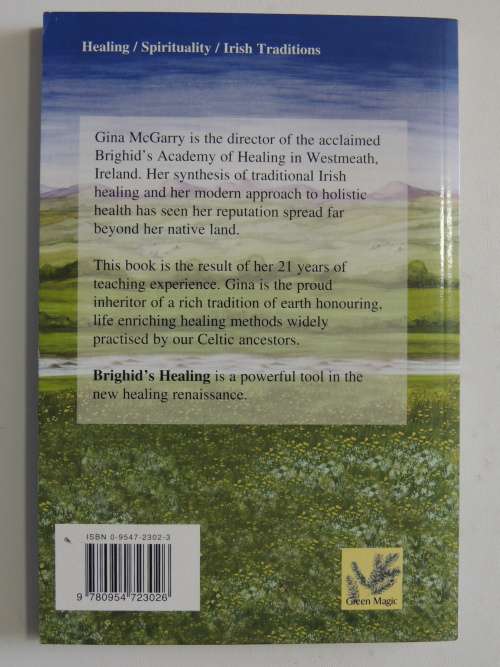 Healing / Spirituality / Irish Traditions
Gina McGarry is the director of the acclaimed
Brighid's Academy of Healing in Westmeath,
Ireland. Her synthesis of traditional Irish
healing and her modern approach to holistic
health has seen her reputation spread far
beyond her native land.
This book is the result of her 21 years of
teaching experience. Gina is the proud
inheritor of a rich tradition of earth honouring,
life enriching healing methods widely
practised by our Celtic ancestors.
Brighid's Healing is a powerful tool in the
new healing renaissance.
ISBN 0-9547-2302-3
9 780954 723026
Green Magic